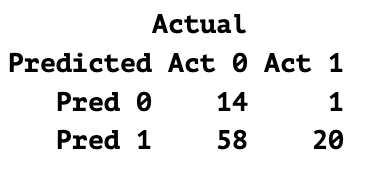 Actual
Predicted Act 0 Act 1
Pred 0 14 1
Pred 1 58 20